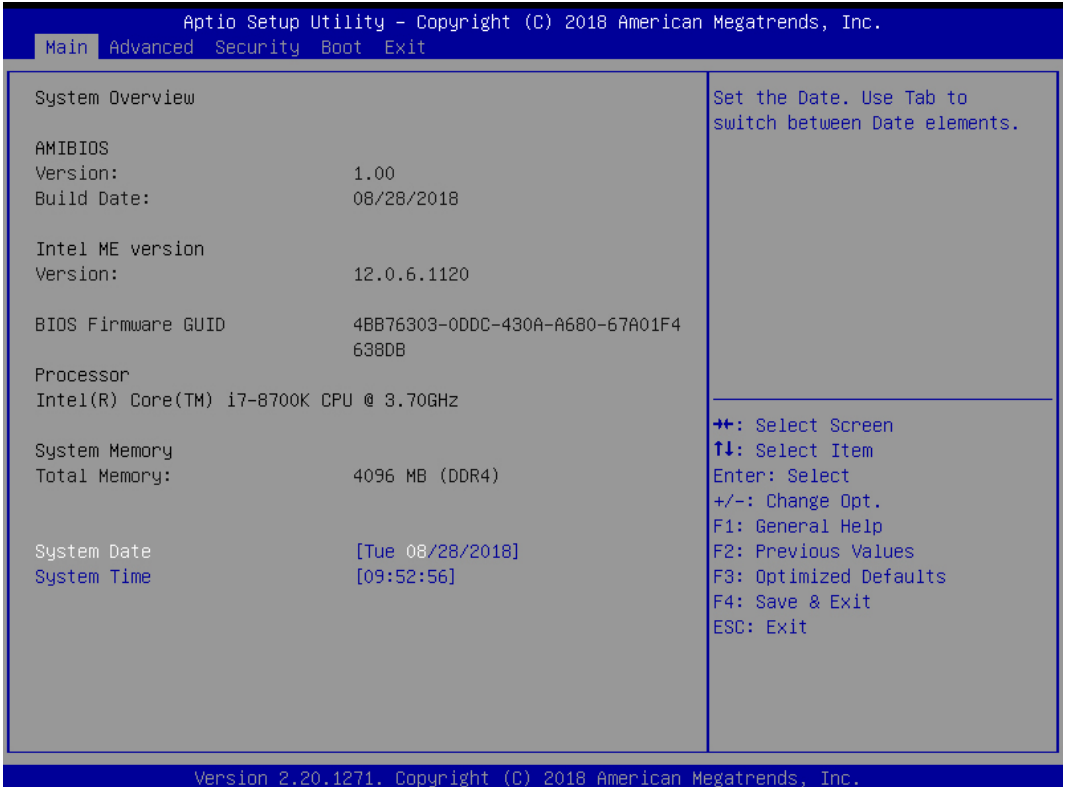 Aptio Setup Utility – Copyright (C) 2018 American Megatrends, Inc.
Main Advanced Security Boot Exit
System Overview
AMIBIOS
Version: 1.00
Build Date: 08/28/2018
Intel ME version
Version: 12.0.6.1120
BIOS Firmware GUID 4BB76303-0DDC-430A-A680-67A01F4
638DB
Processor
Intel(R) Core(TM) i7-8700K CPU @ 3.70GHz
System Memory
Total Memory: 4096 MB (DDR4)
System Date [Tue 08/28/2018]
System Time [09:52:56]
Set the Date. Use Tab to
switch between Date elements.
→←: Select Screen
↑↓: Select Item
Enter: Select
+/-: Change Opt.
F1: General Help
F2: Previous Values
F3: Optimized Defaults
F4: Save & Exit
ESC: Exit
Version 2.20.1271. Copyright (C) 2018 American Megatrends, Inc.